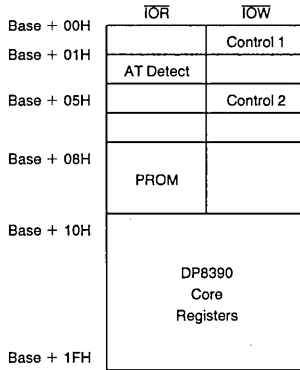 IOR IOW
Base + 00H
Control 1
Base + 01H
AT Detect
Base + 05H
Control 2
Base + 08H
PROM
Base + 10H
DP8390
Core
Registers
Base + 1FH